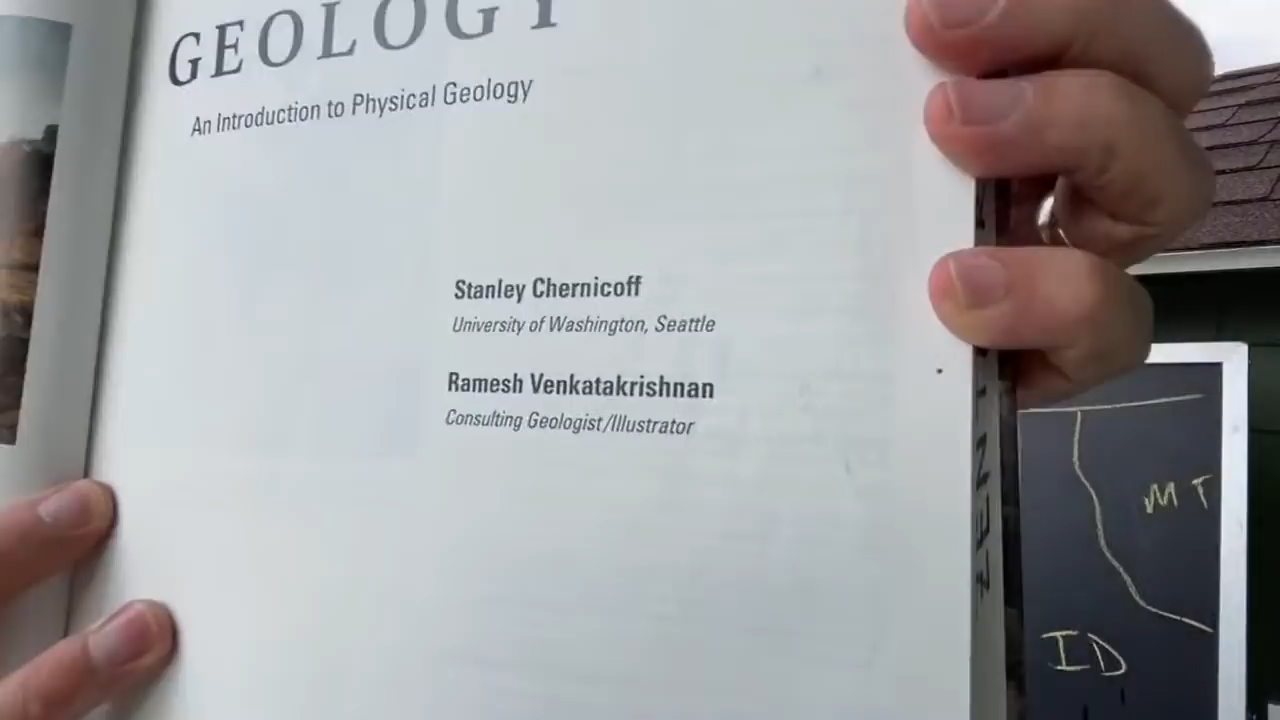 GEOLOGY
An Introduction to Physical Geology
Stanley Chernicoff
University of Washington, Seattle
Ramesh Venkatakrishnan
Consulting Geologist/Illustrator
MT
ID